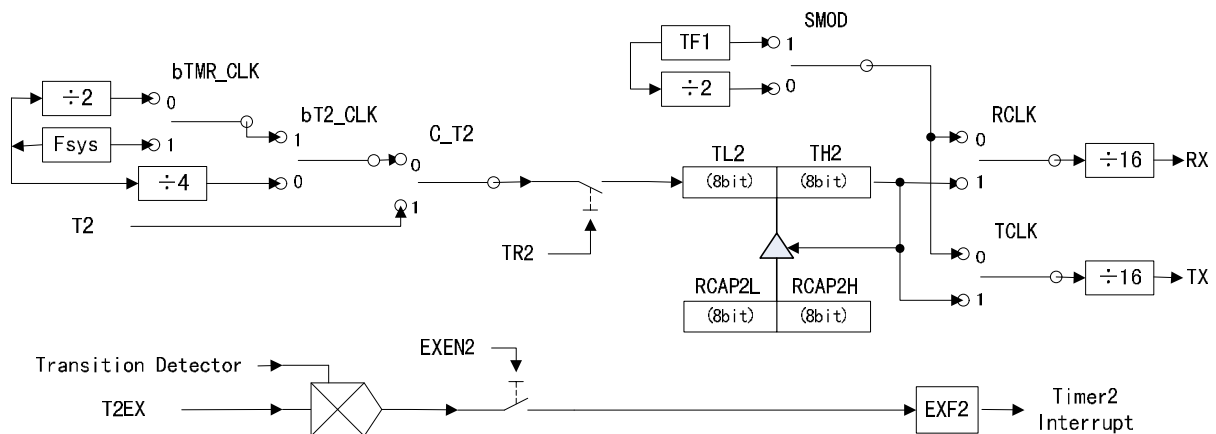 SMOD
TF1
1
÷2
0
bTMR_CLK
÷2
0
Fsys
1
÷4
bT2_CLK
1
0
C_T2
0
1
T2
TR2
TL2
(8bit)
TH2
(8bit)
RCAP2L
(8bit)
RCAP2H
(8bit)
RCLK
0
1
÷16
RX
TCLK
0
1
÷16
TX
Transition Detector
T2EX
EXEN2
EXF2
Timer2
Interrupt